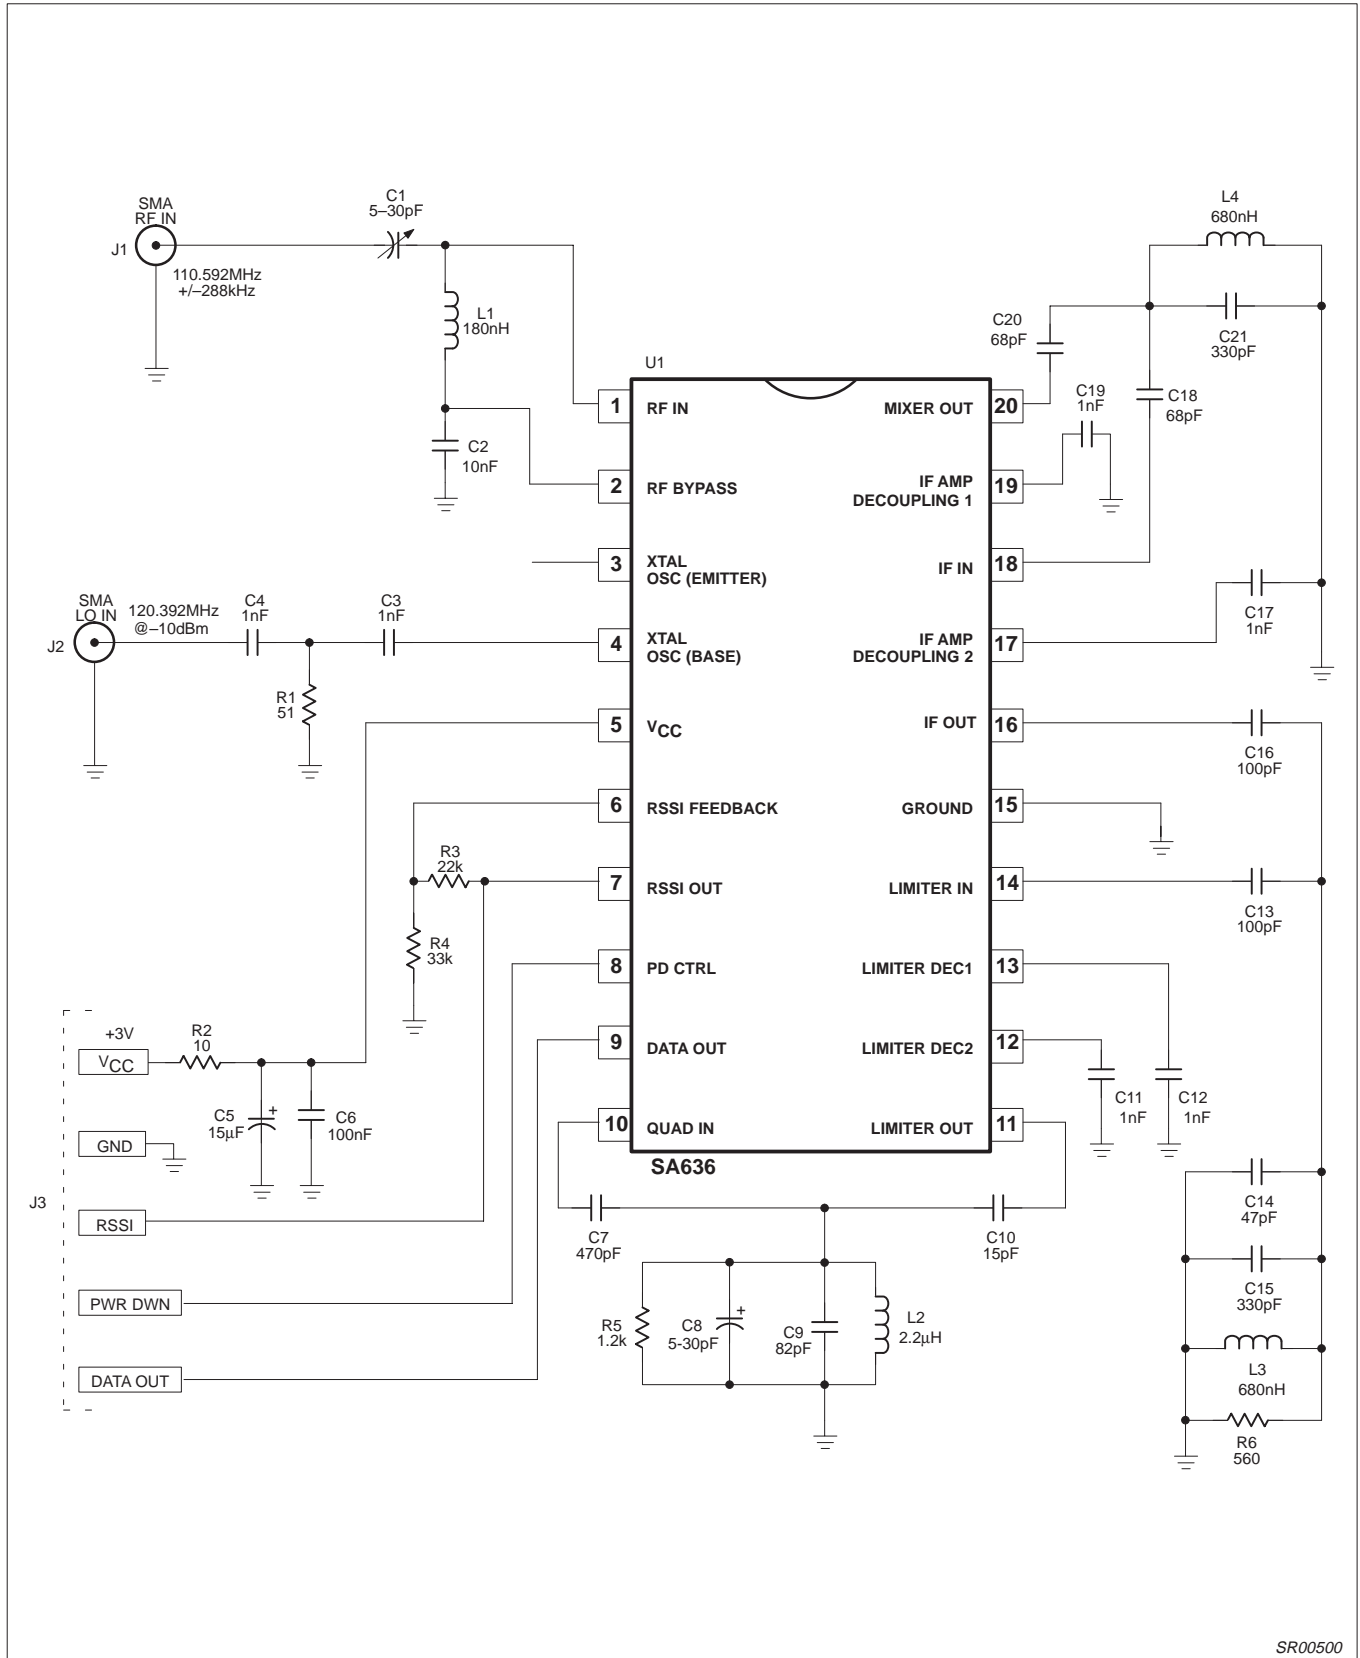 SMA
RF IN
J1
110.592MHz
+/–288kHz
C1
5–30pF
L1
180nH
C2
10nF
L4
680nH
C20
68pF
C21
330pF
C19
1nF
C18
68pF
U1
1 RF IN
MIXER OUT 20
2 RF BYPASS
IF AMP
DECOUPLING 1
19
3 XTAL
OSC (EMITTER)
IF IN 18
SMA
LO IN
J2
120.392MHz
@–10dBm
C4
1nF
C3
1nF
R1
51
4 XTAL
OSC (BASE)
IF AMP
DECOUPLING 2
17
C17
1nF
5 VCC
IF OUT 16
C16
100pF
6 RSSI FEEDBACK
GROUND 15
R3
22k
7 RSSI OUT
LIMITER IN 14
C13
100pF
R4
33k
8 PD CTRL
LIMITER DEC1 13
9 DATA OUT
LIMITER DEC2 12
C11
1nF
C12
1nF
10 QUAD IN
LIMITER OUT 11
SA636
J3
+3V
VCC
R2
10
C5
15µF
+
C6
100nF
GND
RSSI
PWR DWN
DATA OUT
C7
470pF
C10
15pF
R5
1.2k
C8
5-30pF
+
C9
82pF
L2
2.2µH
C14
47pF
C15
330pF
L3
680nH
R6
560
SR00500